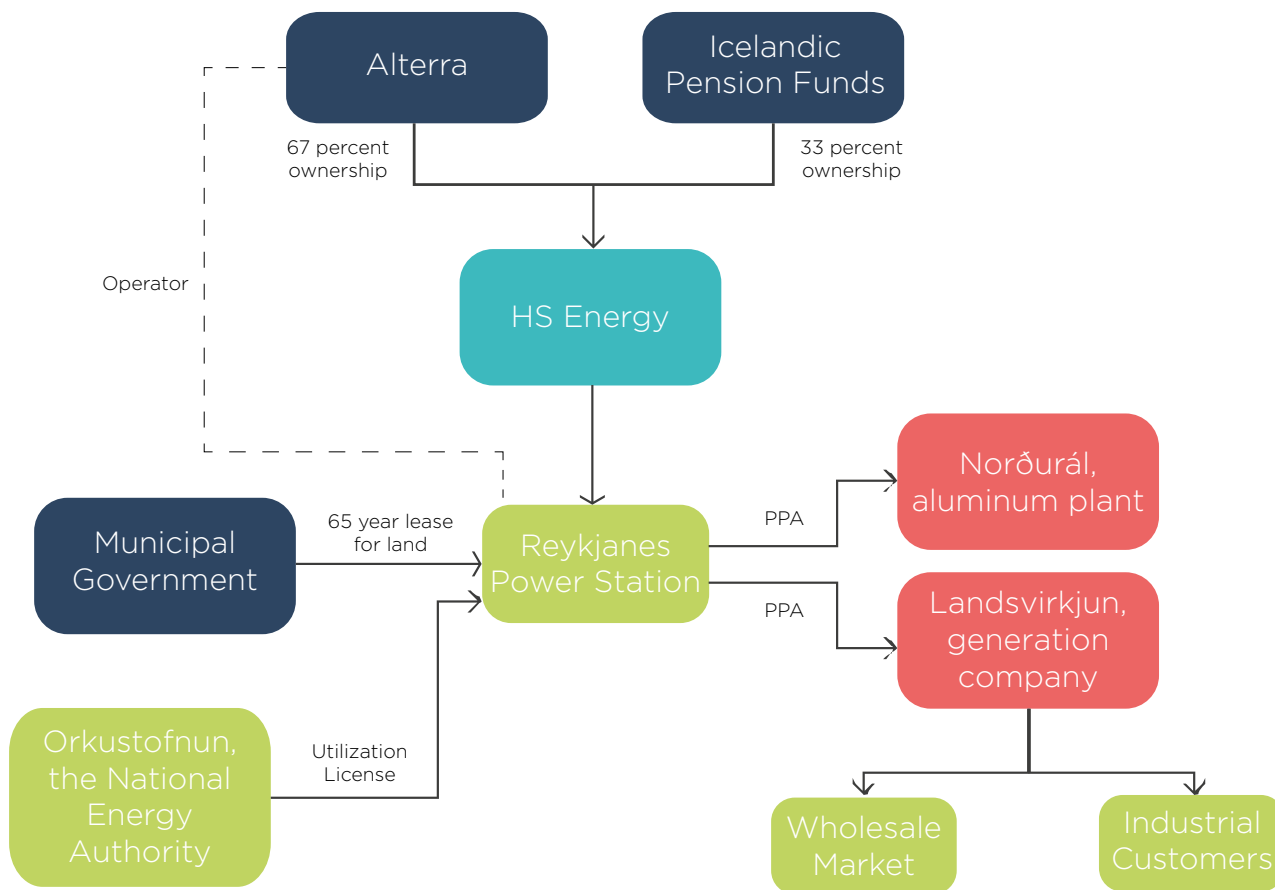 Alterra
Icelandic
Pension Funds
67 percent
ownership
33 percent
ownership
Operator
HS Energy
Municipal
Government
65 year lease
for land
Reykjanes
Power Station
PPA
Norðurál,
aluminum plant
PPA
Landsvirkjun,
generation
company
Orkustofnun,
the National
Energy
Authority
Utilization
License
Wholesale
Market
Industrial
Customers